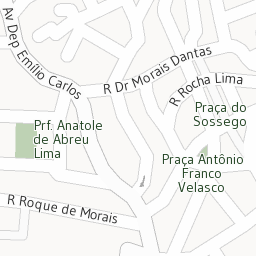 Av Dep Emílio Carlos
R Dr Morais Dantas
R Rocha Lima
Praça do
Sossego
Prf. Anatole
de Abreu
Lima
Praça Antônio
Franco
Velasco
R Roque de Morais